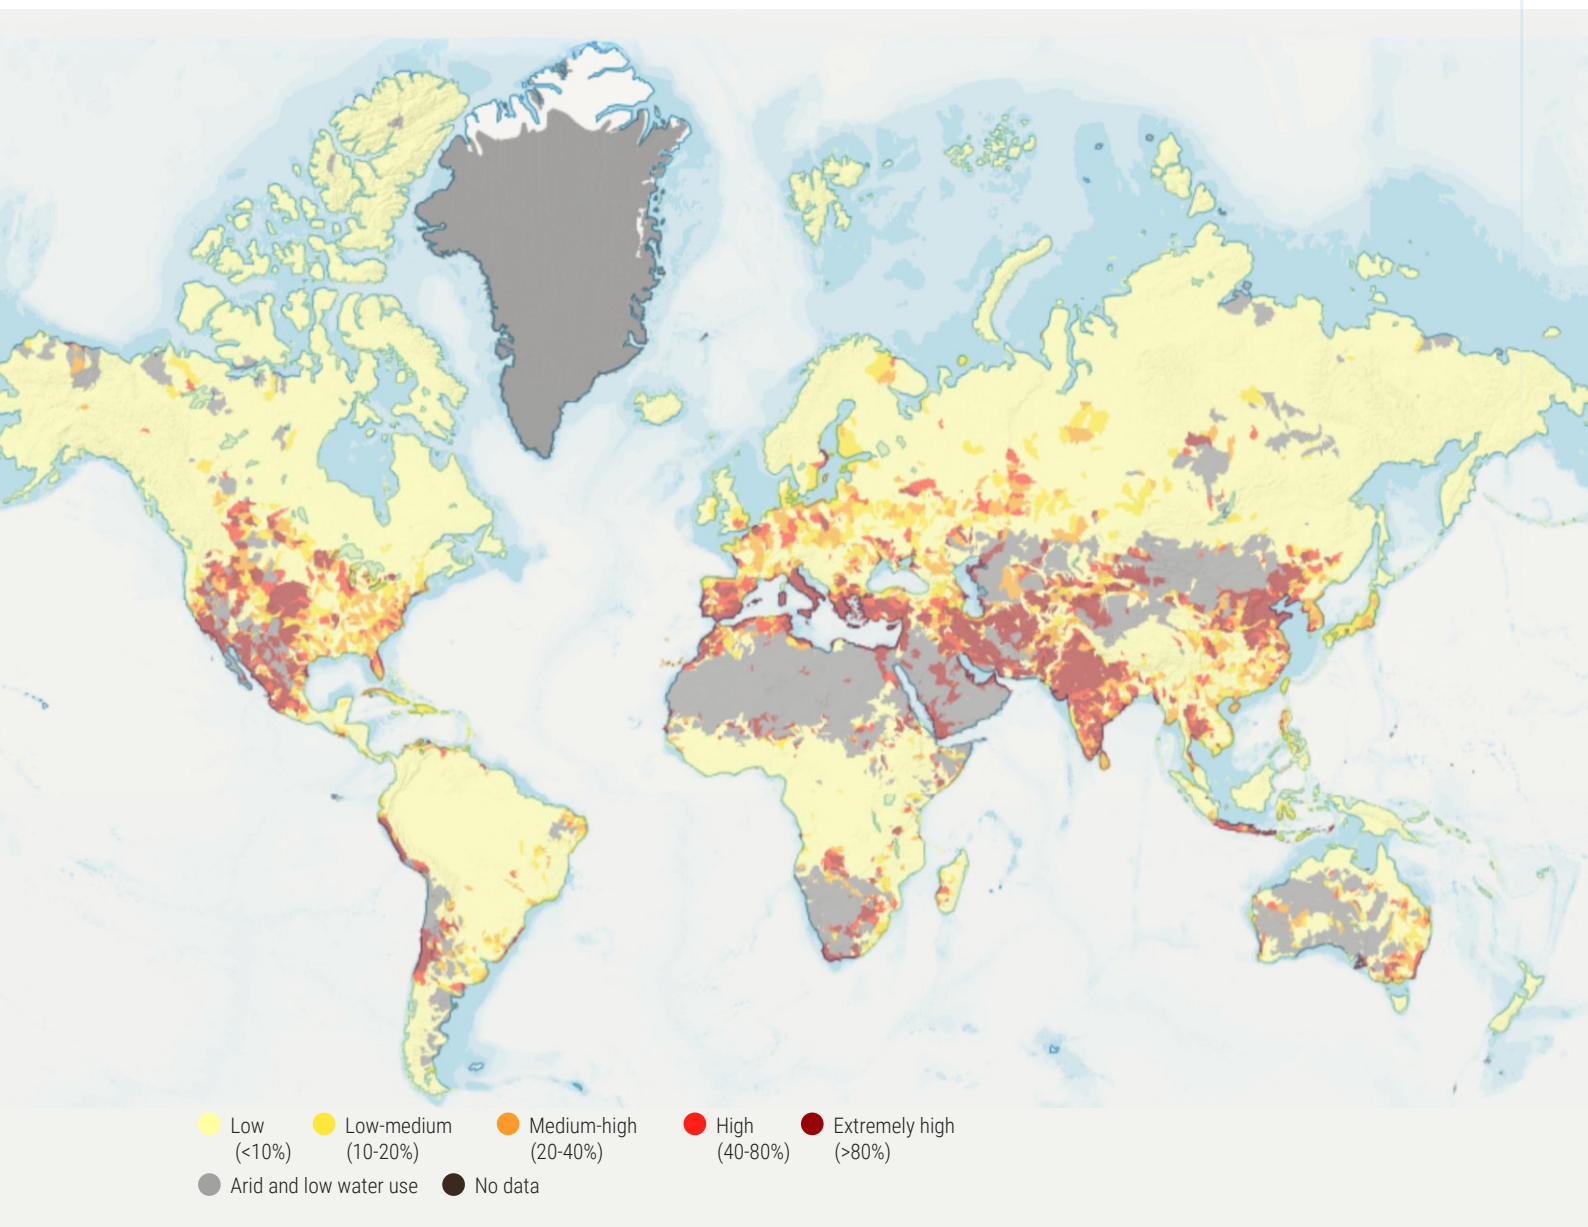 Low
(<10%)
Low-medium
(10-20%)
Medium-high
(20-40%)
High
(40-80%)
Extremely high
(>80%)
Arid and low water use
No data